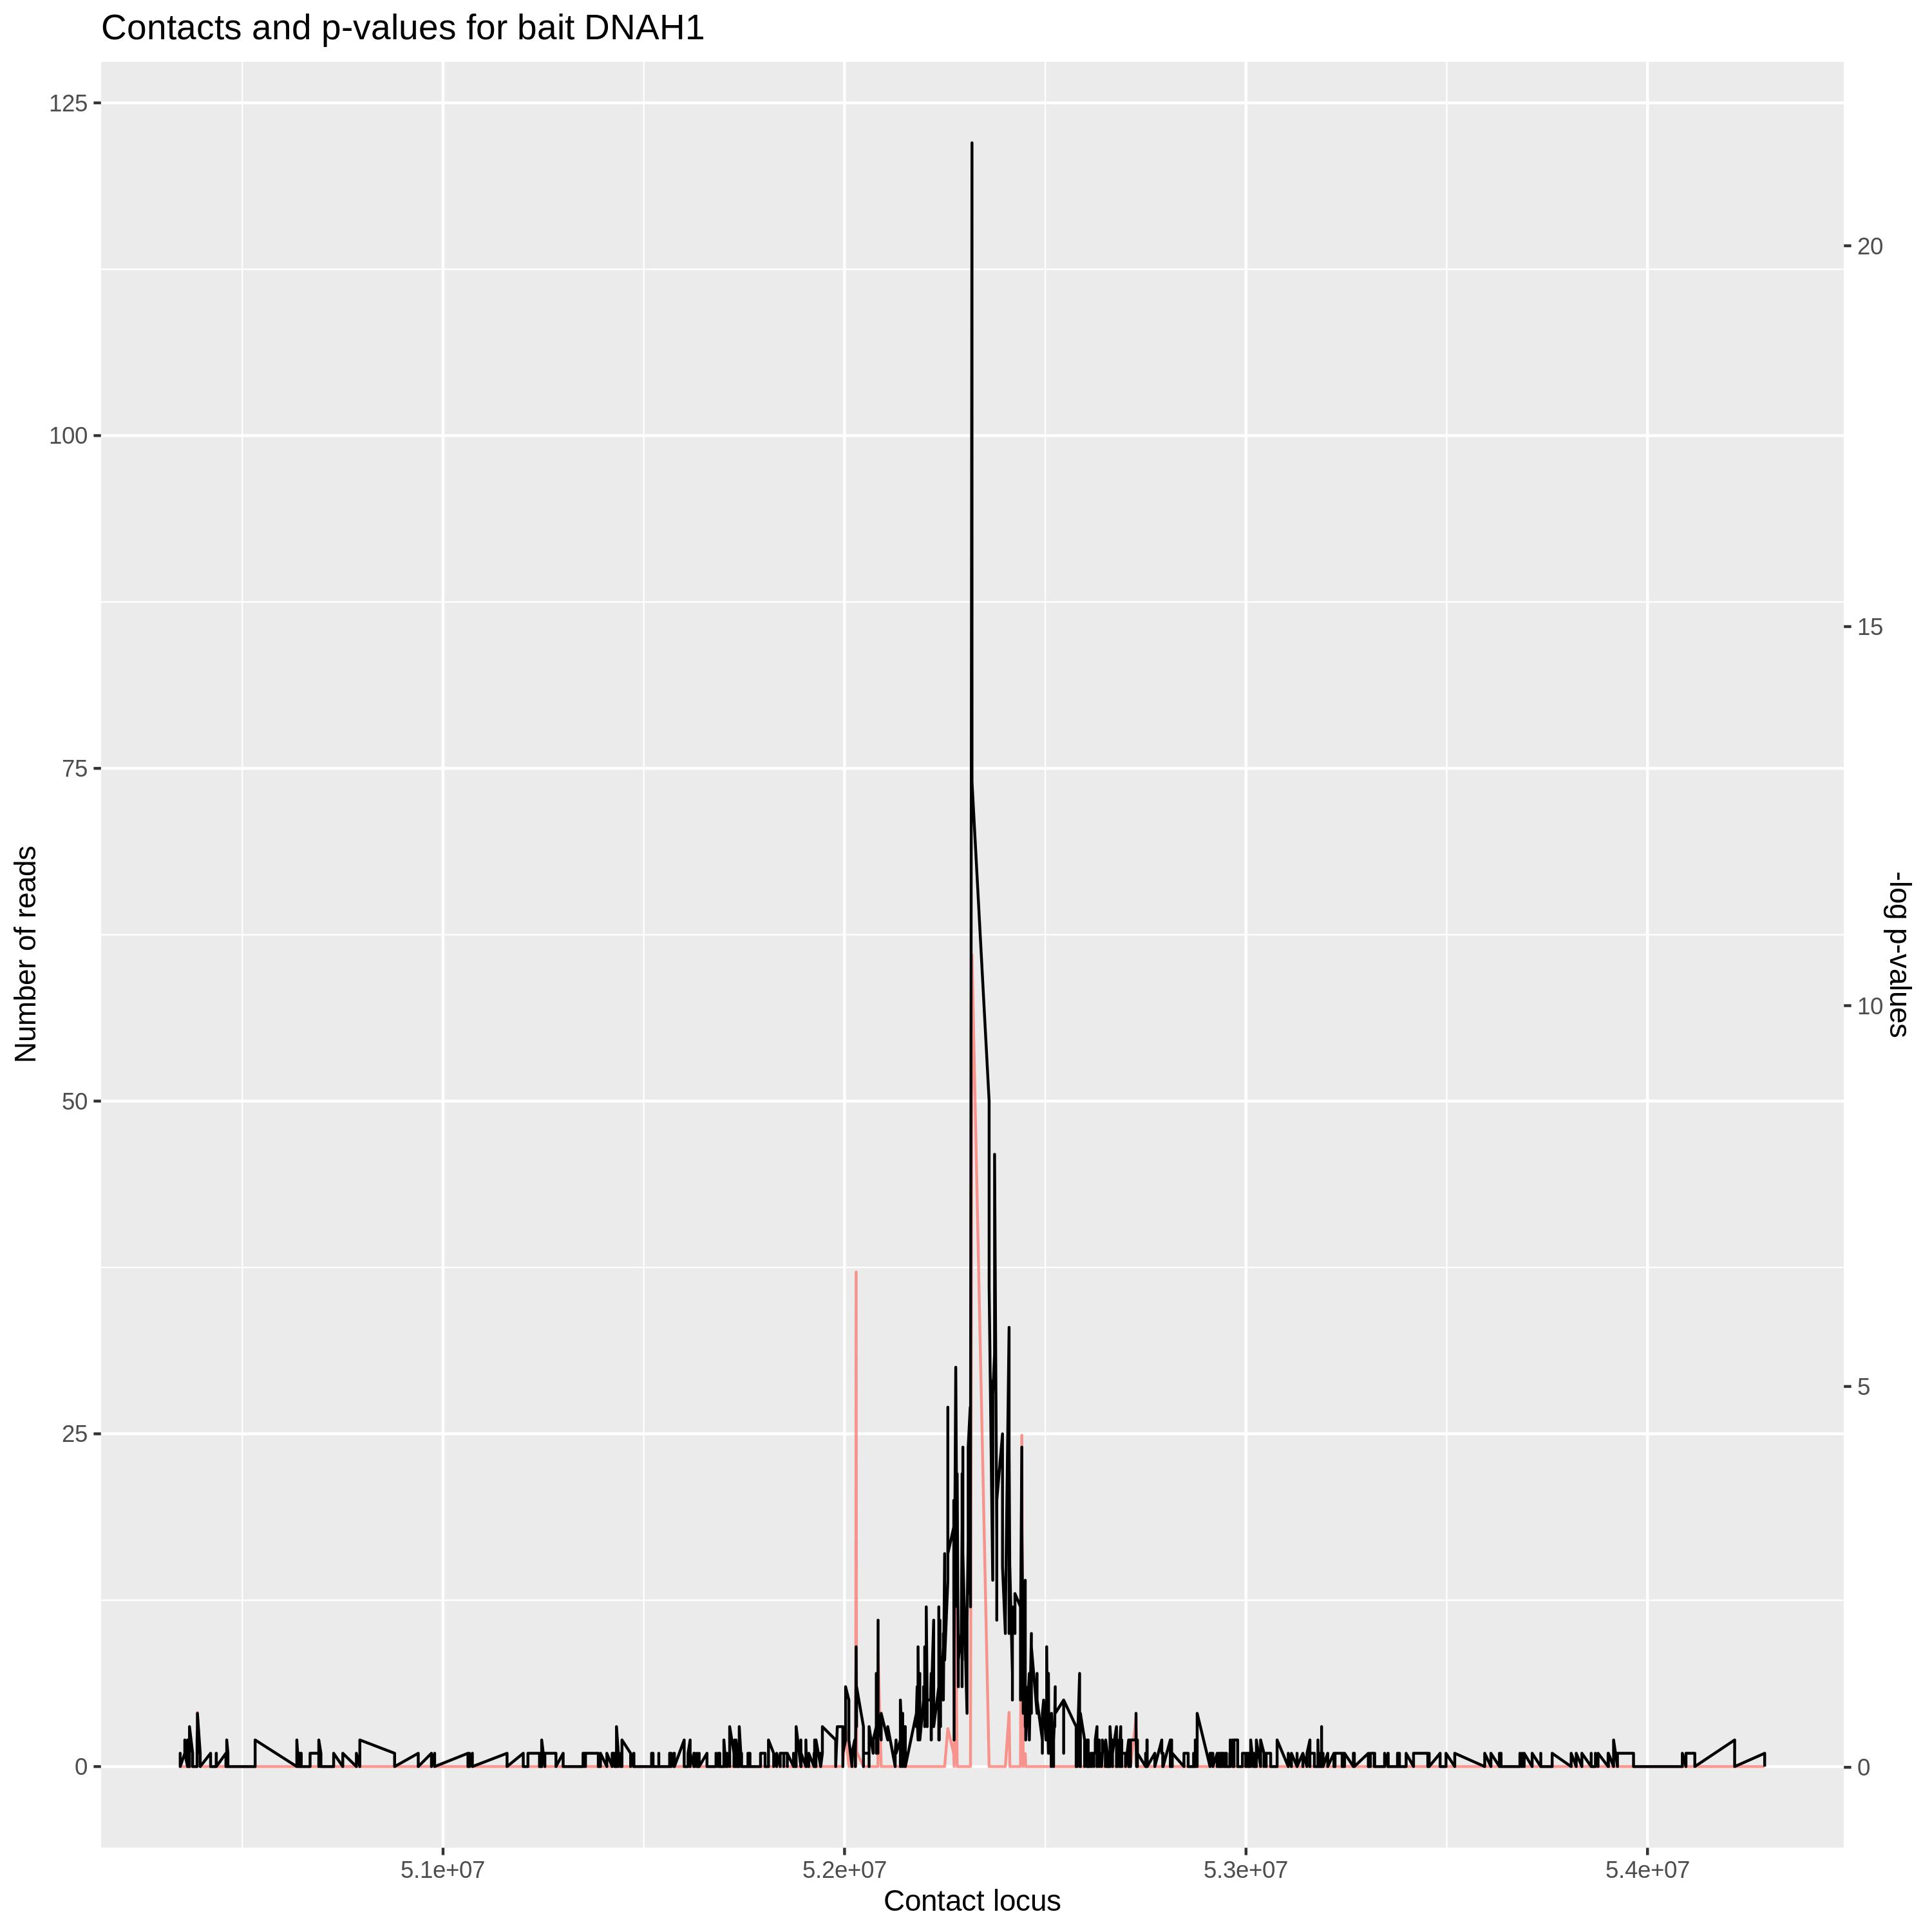 Contacts and p-values for bait DNAH1
125
100
75
50
25
0
Number of reads
20
15
10
5
0
-log p-values
5.1e+07
5.2e+07
5.3e+07
5.4e+07
Contact locus